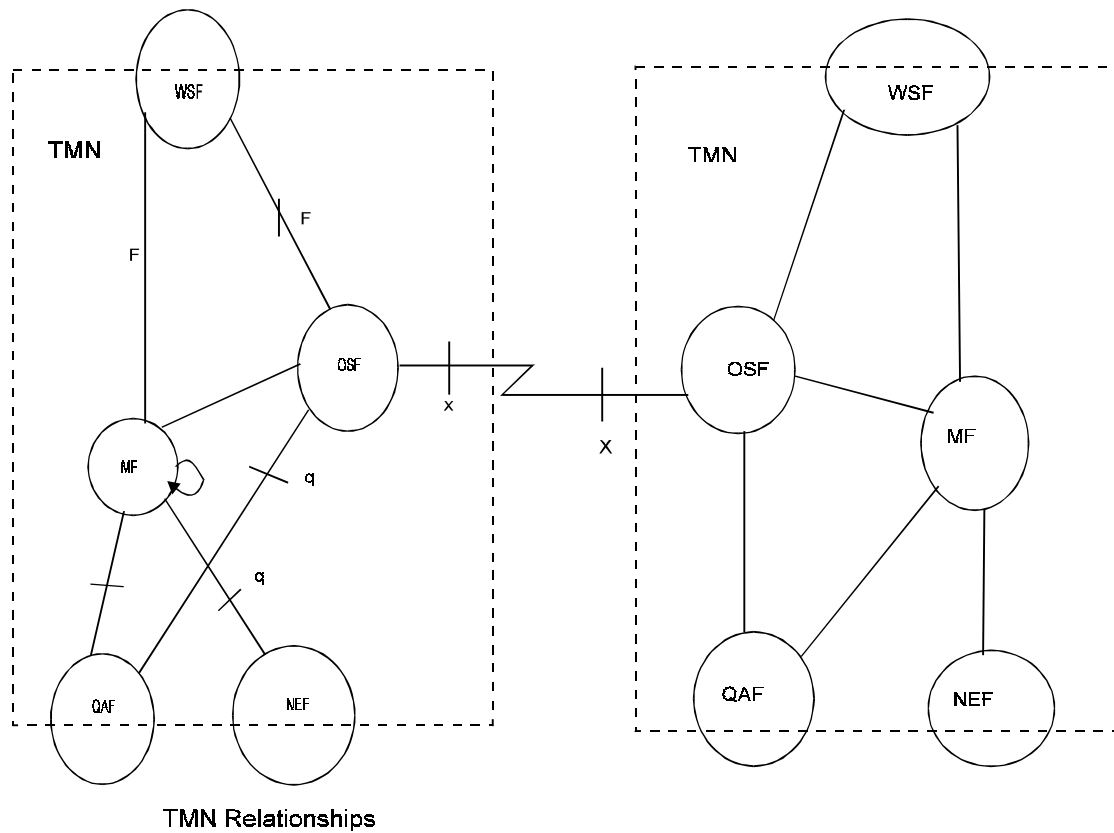 WSF
TMN
F
F
OSF
x
MF
q
q
QAF
NEF
WSF
TMN
OSF
X
MF
QAF
NEF
TMN Relationships